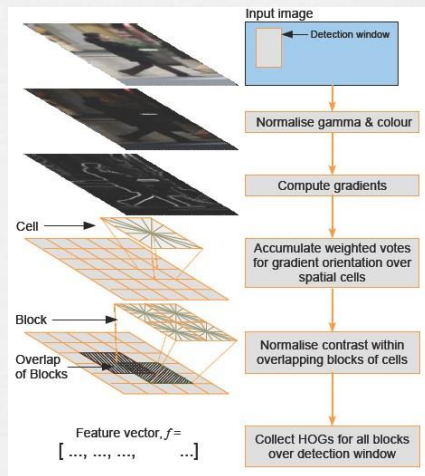 Input image
Detection window
Normalise gamma & colour
Compute gradients
Cell
Accumulate weighted votes
for gradient orientation over
spatial cells
Block
Normalise contrast within
overlapping blocks of cells
Overlap
of Blocks
Feature vector, f =
[ ..., ..., ..., ...]
Collect HOGs for all blocks
over detection window